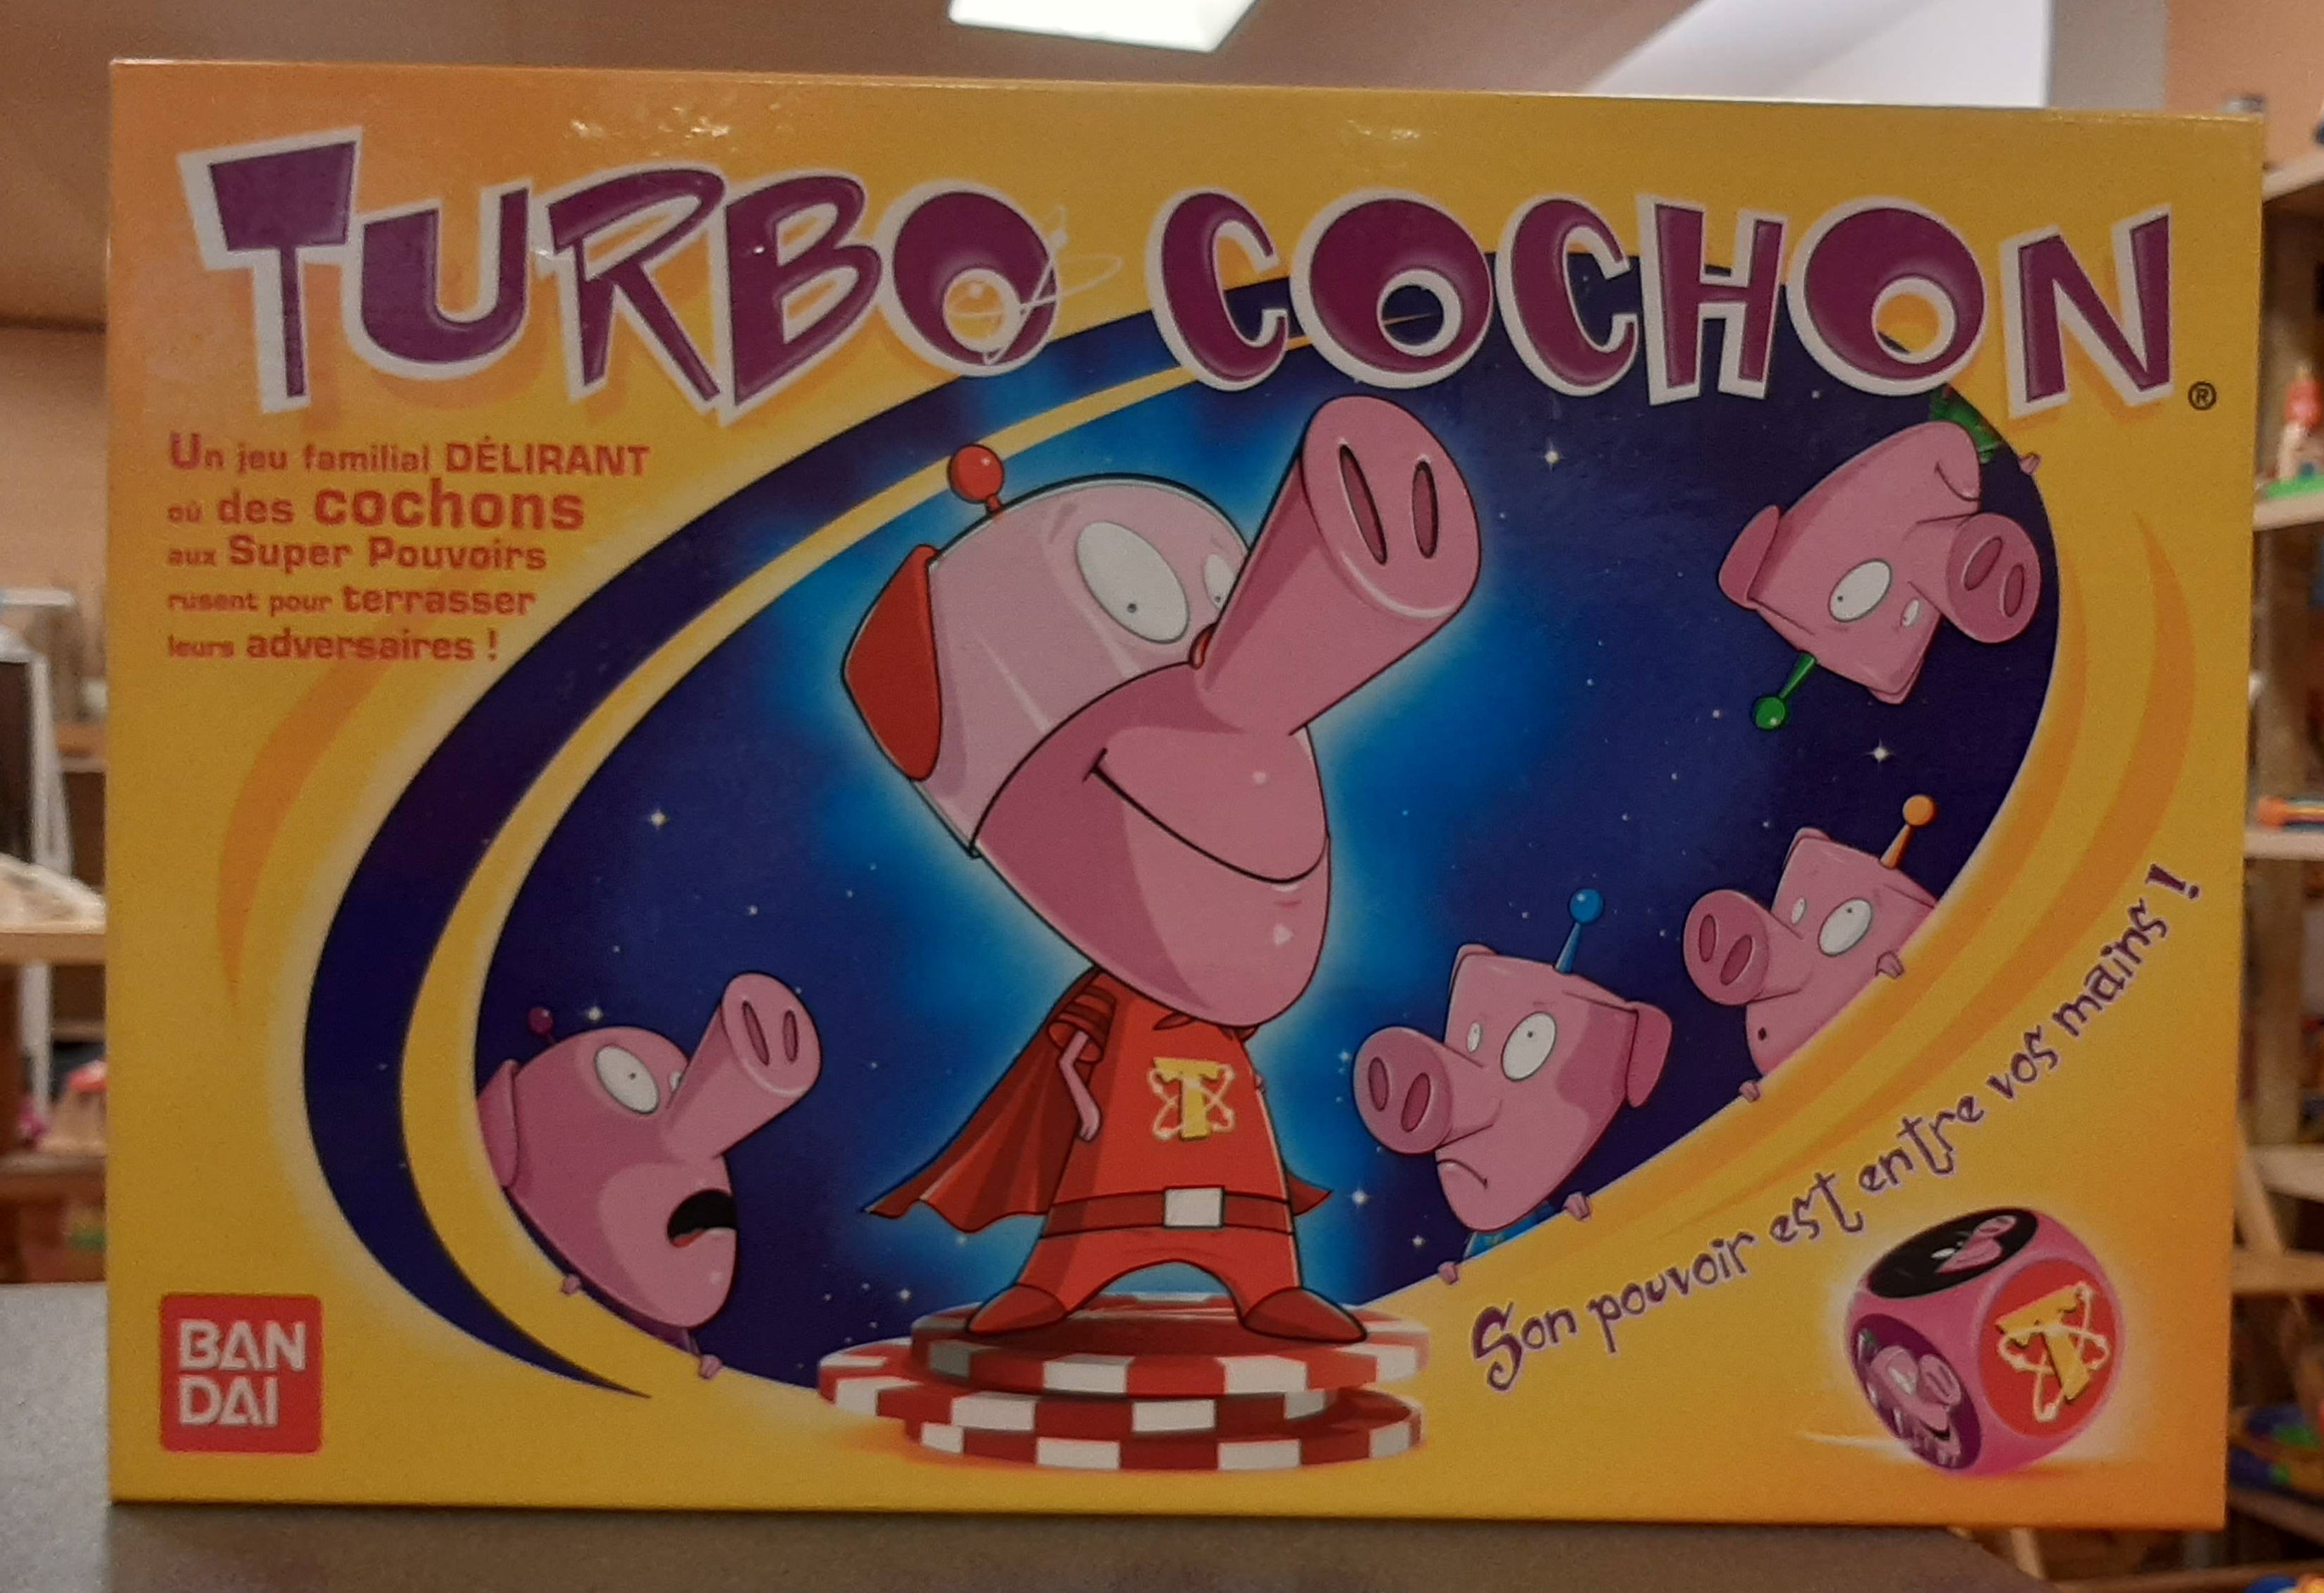 TURBO COCHON
®
Un jeu familial DÉLIRANT
où des cochons
aux Super Pouvoirs
rusent pour terrasser
leurs adversaires !
T
Son pouvoir est entre vos mains !
T
BAN
DAI